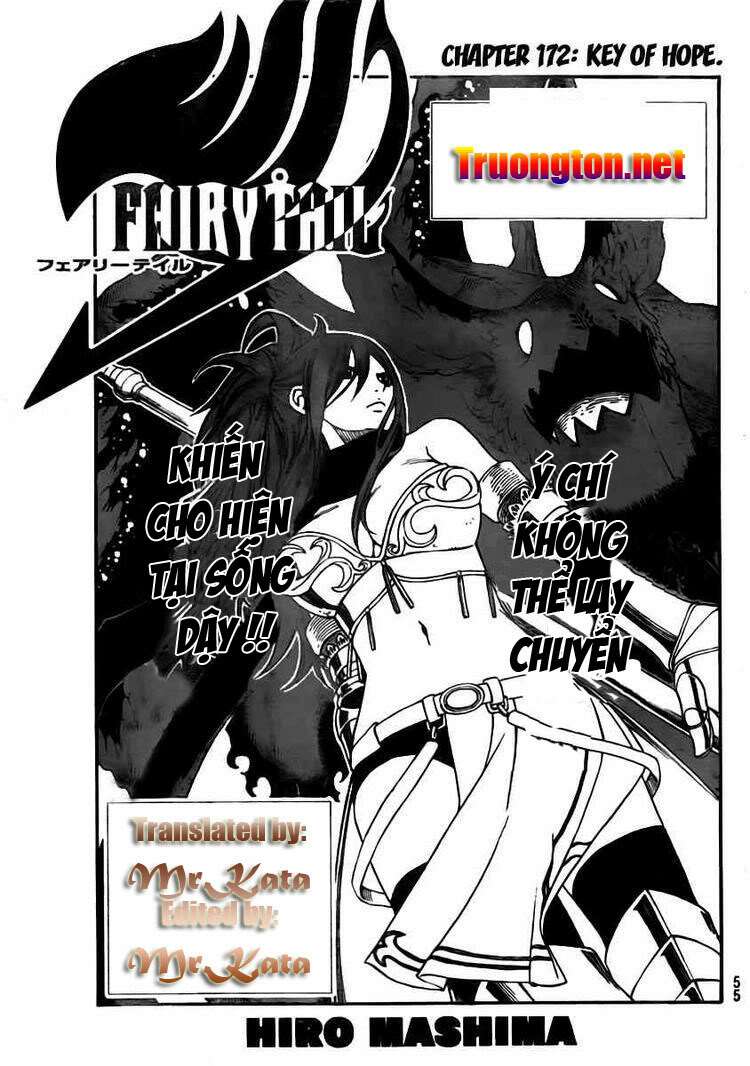 CHAPTER 172: KEY OF HOPE.
Truongton.net
FAIRY TAIL
フェアリーテイル
Ý CHÍ
KHÔNG
THỂ LAY
CHUYỂN
KHIẾN
CHO HIỆN
TẠI SỐNG
DẬY !!
Translated by:
Mr.Kata
Edited by:
Mr.Kata
HIRO MASHIMA
55